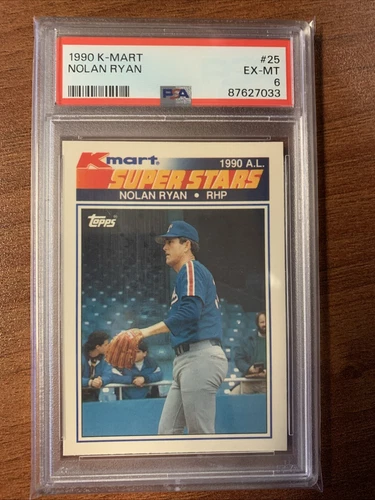 1990 K-MART #25
NOLAN RYAN EX-MT
6
PSA 87627033
Kmart®
1990 A.L.
SUPER STARS
NOLAN RYAN • RHP
Topps